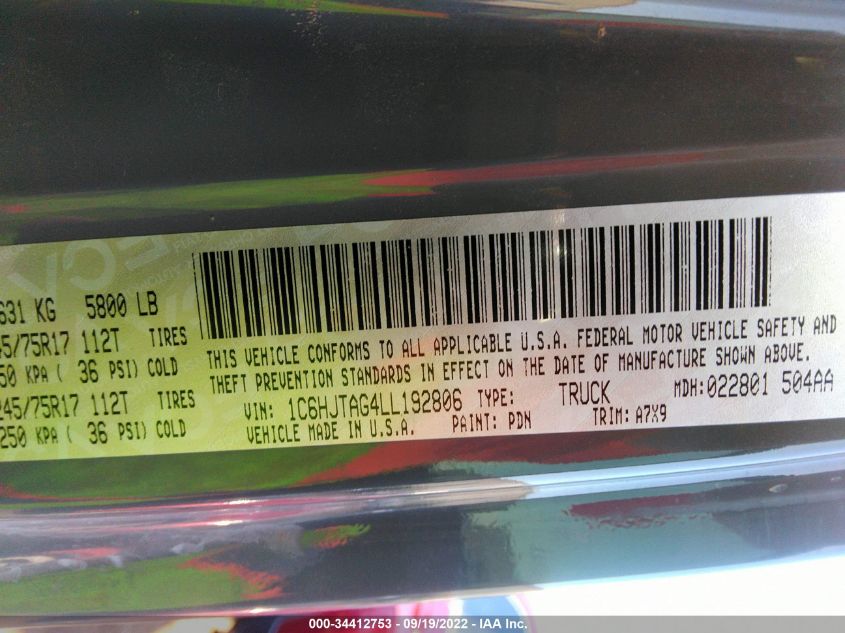 631 KG 5800 LB
45/75R17 112T TIRES
50 KPA ( 36 PSI) COLD
245/75R17 112T TIRES
250 KPA ( 36 PSI) COLD
THIS VEHICLE CONFORMS TO ALL APPLICABLE U.S.A. FEDERAL MOTOR VEHICLE SAFETY AND
THEFT PREVENTION STANDARDS IN EFFECT ON THE DATE OF MANUFACTURE SHOWN ABOVE.
VIN: 1C6HJTAG4LL192806 TYPE: TRUCK MDH:022801 504AA
VEHICLE MADE IN U.S.A. PAINT: PDN TRIM: A7X9
000-34412753 - 09/19/2022 - IAA Inc.